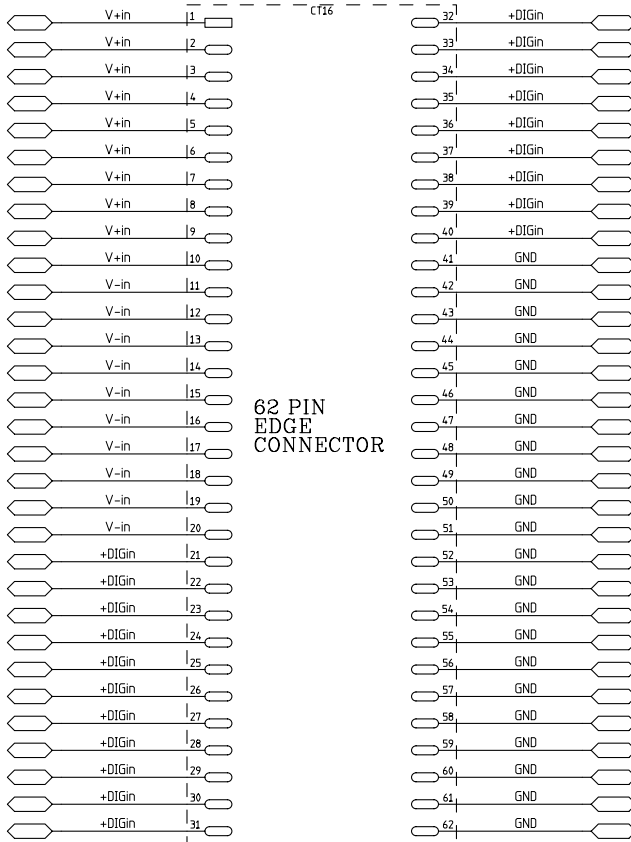 CT16
V+in 1 32 +DIGin
V+in 2 33 +DIGin
V+in 3 34 +DIGin
V+in 4 35 +DIGin
V+in 5 36 +DIGin
V+in 6 37 +DIGin
V+in 7 38 +DIGin
V+in 8 39 +DIGin
V+in 9 40 +DIGin
V+in 10 41 GND
V-in 11 42 GND
V-in 12 43 GND
V-in 13 44 GND
V-in 14 45 GND
V-in 15 46 GND
V-in 16 47 GND
V-in 17 48 GND
V-in 18 49 GND
V-in 19 50 GND
V-in 20 51 GND
+DIGin 21 52 GND
+DIGin 22 53 GND
+DIGin 23 54 GND
+DIGin 24 55 GND
+DIGin 25 56 GND
+DIGin 26 57 GND
+DIGin 27 58 GND
+DIGin 28 59 GND
+DIGin 29 60 GND
+DIGin 30 61 GND
+DIGin 31 62 GND
62 PIN
EDGE
CONNECTOR